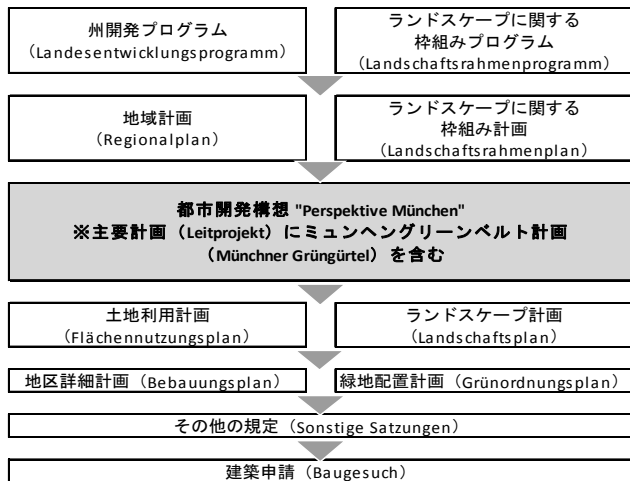 州開発プログラム
（Landesentwicklungsprogramm）
ランドスケープに関する
枠組みプログラム
（Landschaftsrahmenprogramm）
地域計画
（Regionalplan）
ランドスケープに関する
枠組み計画
（Landschaftsrahmenplan）
都市開発構想 "Perspektive München"
※主要計画（Leitprojekt）にミュンヘングリーンベルト計画
（Münchner Grüngürtel）を含む
土地利用計画
（Flächennutzungsplan）
ランドスケープ計画
（Landschaftsplan）
地区詳細計画（Bebauungsplan）
緑地配置計画（Grünordnungsplan）
その他の規定（Sonstige Satzungen）
建築申請（Baugesuch）